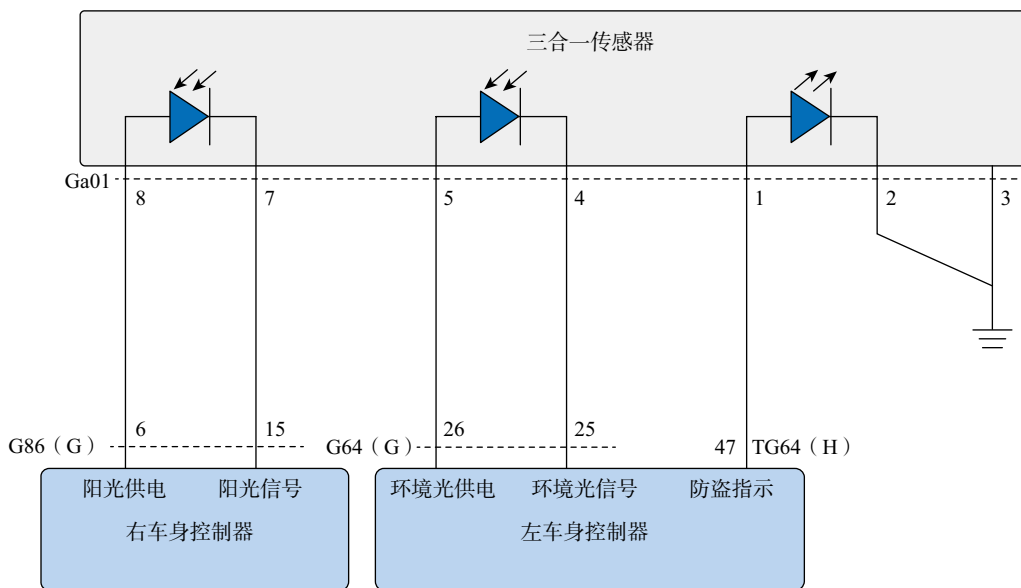 三合一传感器
Ga01
8 7 5 4 1 2 3
G86（G） 6 15 G64（G） 26 25 47 TG64（H）
阳光供电 阳光信号 环境光供电 环境光信号 防盗指示
右车身控制器 左车身控制器